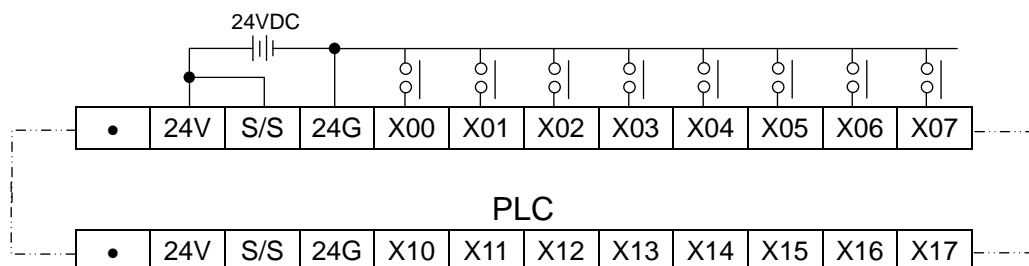 24VDC
• 24V S/S 24G X00 X01 X02 X03 X04 X05 X06 X07
PLC
• 24V S/S 24G X10 X11 X12 X13 X14 X15 X16 X17